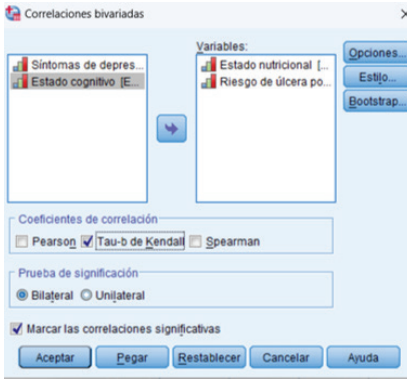 Correlaciones bivariadas
Variables:
Síntomas de depres...
Estado cognitivo [E...
Estado nutricional [...
Riesgo de úlcera po...
Opciones...
Estilo...
Bootstrap...
Coeficientes de correlación
Pearson Tau-b de Kendall Spearman
Prueba de significación
Bilateral Unilateral
Marcar las correlaciones significativas
Aceptar Pegar Restablecer Cancelar Ayuda